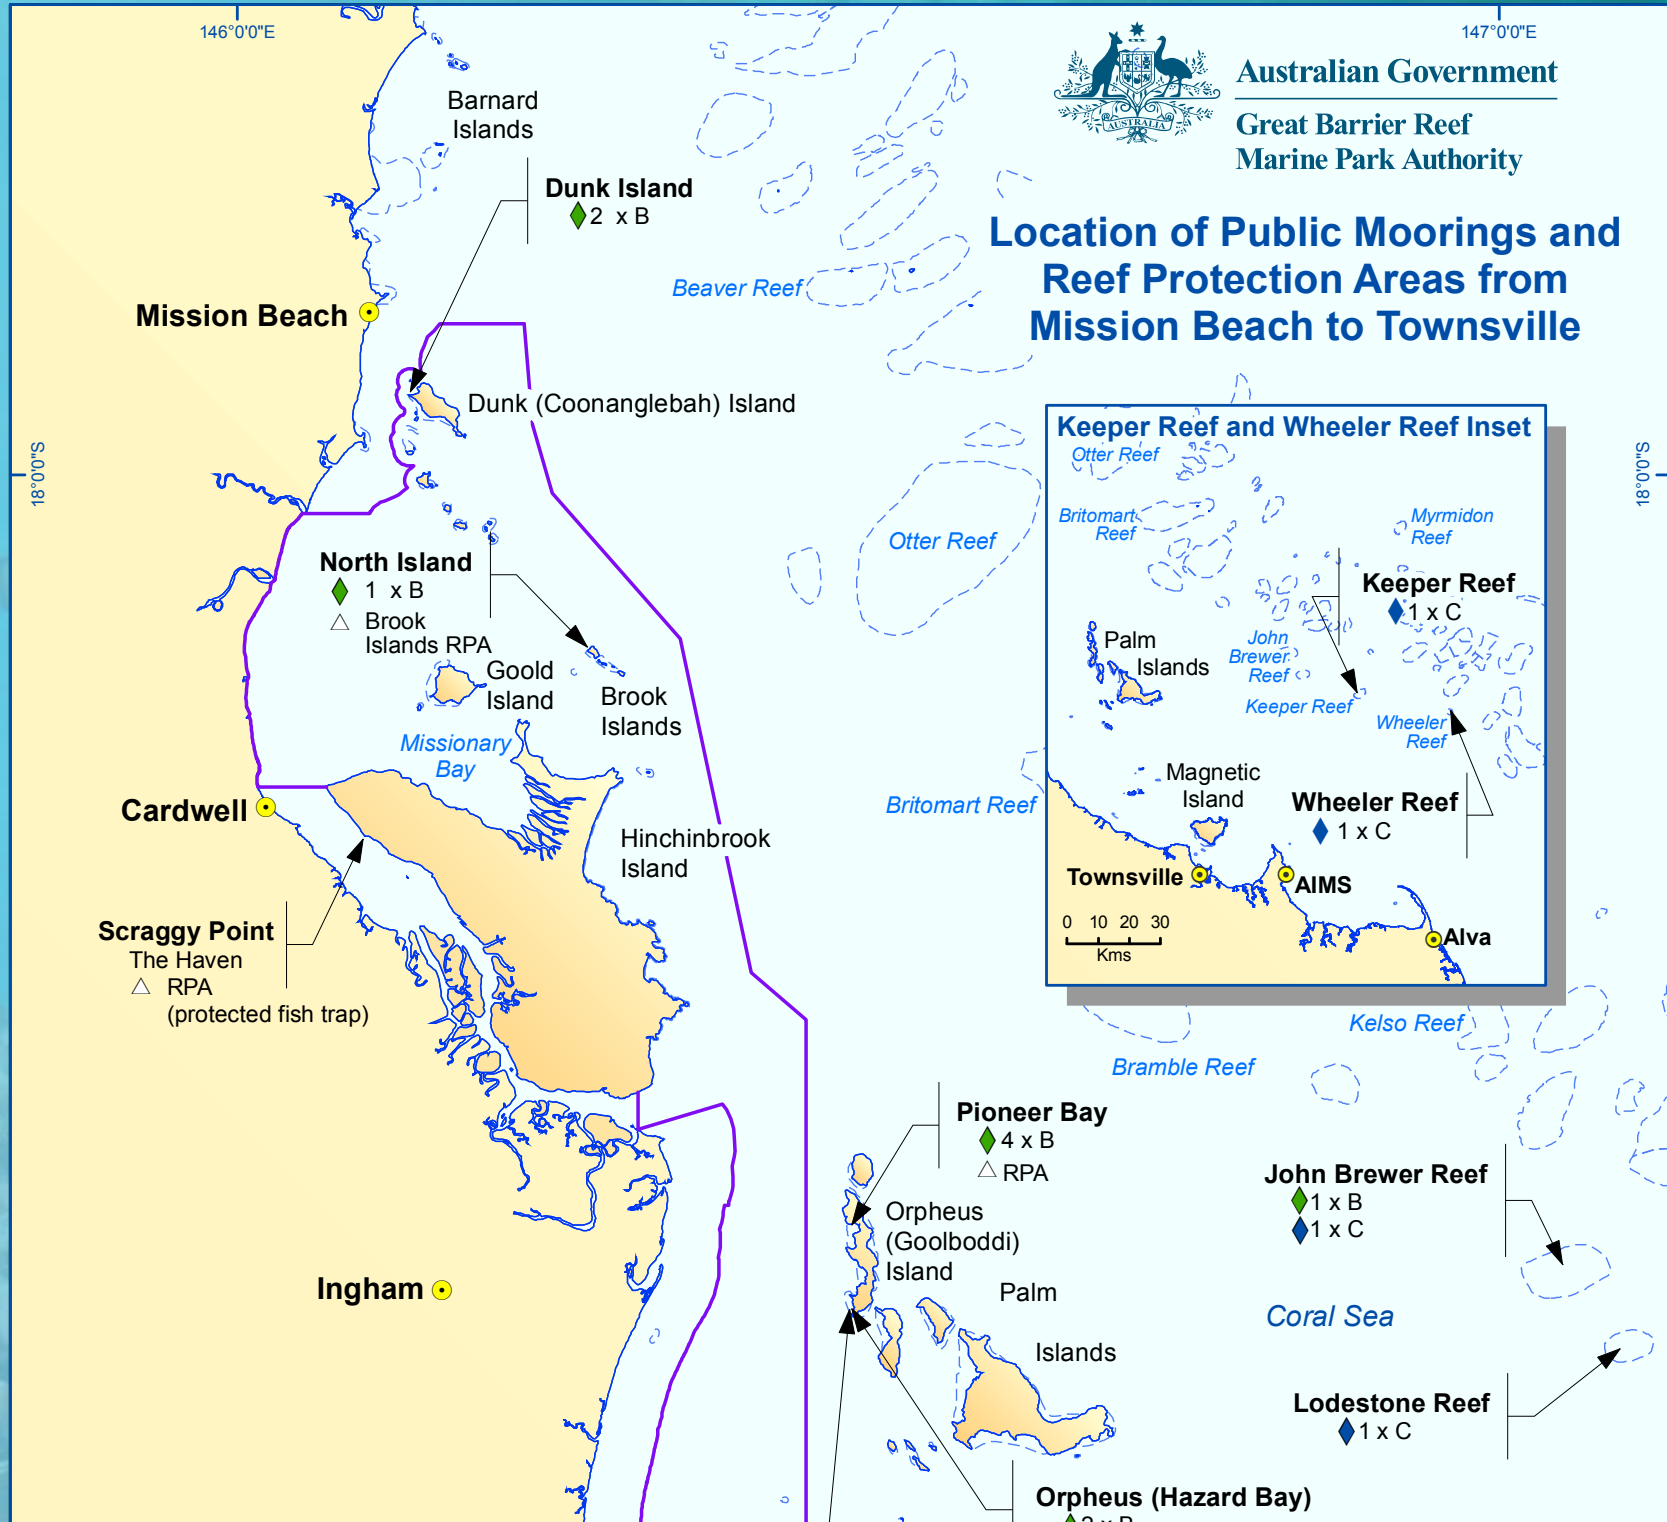 146°0'0"E
147°0'0"E
AUSTRALIA
Australian Government
Great Barrier Reef
Marine Park Authority
Location of Public Moorings and
Reef Protection Areas from
Mission Beach to Townsville
Barnard
Islands
Dunk Island
2 x B
Beaver Reef
Mission Beach
Dunk (Coonanglebah) Island
18°0'0"S
18°0'0"S
Otter Reef
North Island
1 x B
Brook
Islands RPA
Goold
Island
Brook
Islands
Missionary
Bay
Cardwell
Britomart Reef
Hinchinbrook
Island
Scraggy Point
The Haven
RPA
(protected fish trap)
Keeper Reef and Wheeler Reef Inset
Otter Reef
Britomart
Reef
Myrmidon
Reef
Keeper Reef
1 x C
Palm
Islands
John
Brewer
Reef
Keeper Reef
Wheeler
Reef
Magnetic
Island
Wheeler Reef
1 x C
Townsville
AIMS
Alva
0 10 20 30
Kms
Kelso Reef
Bramble Reef
Pioneer Bay
4 x B
RPA
Orpheus
(Goolboddi)
Island
John Brewer Reef
1 x B
1 x C
Ingham
Palm
Islands
Coral Sea
Lodestone Reef
1 x C
Orpheus (Hazard Bay)